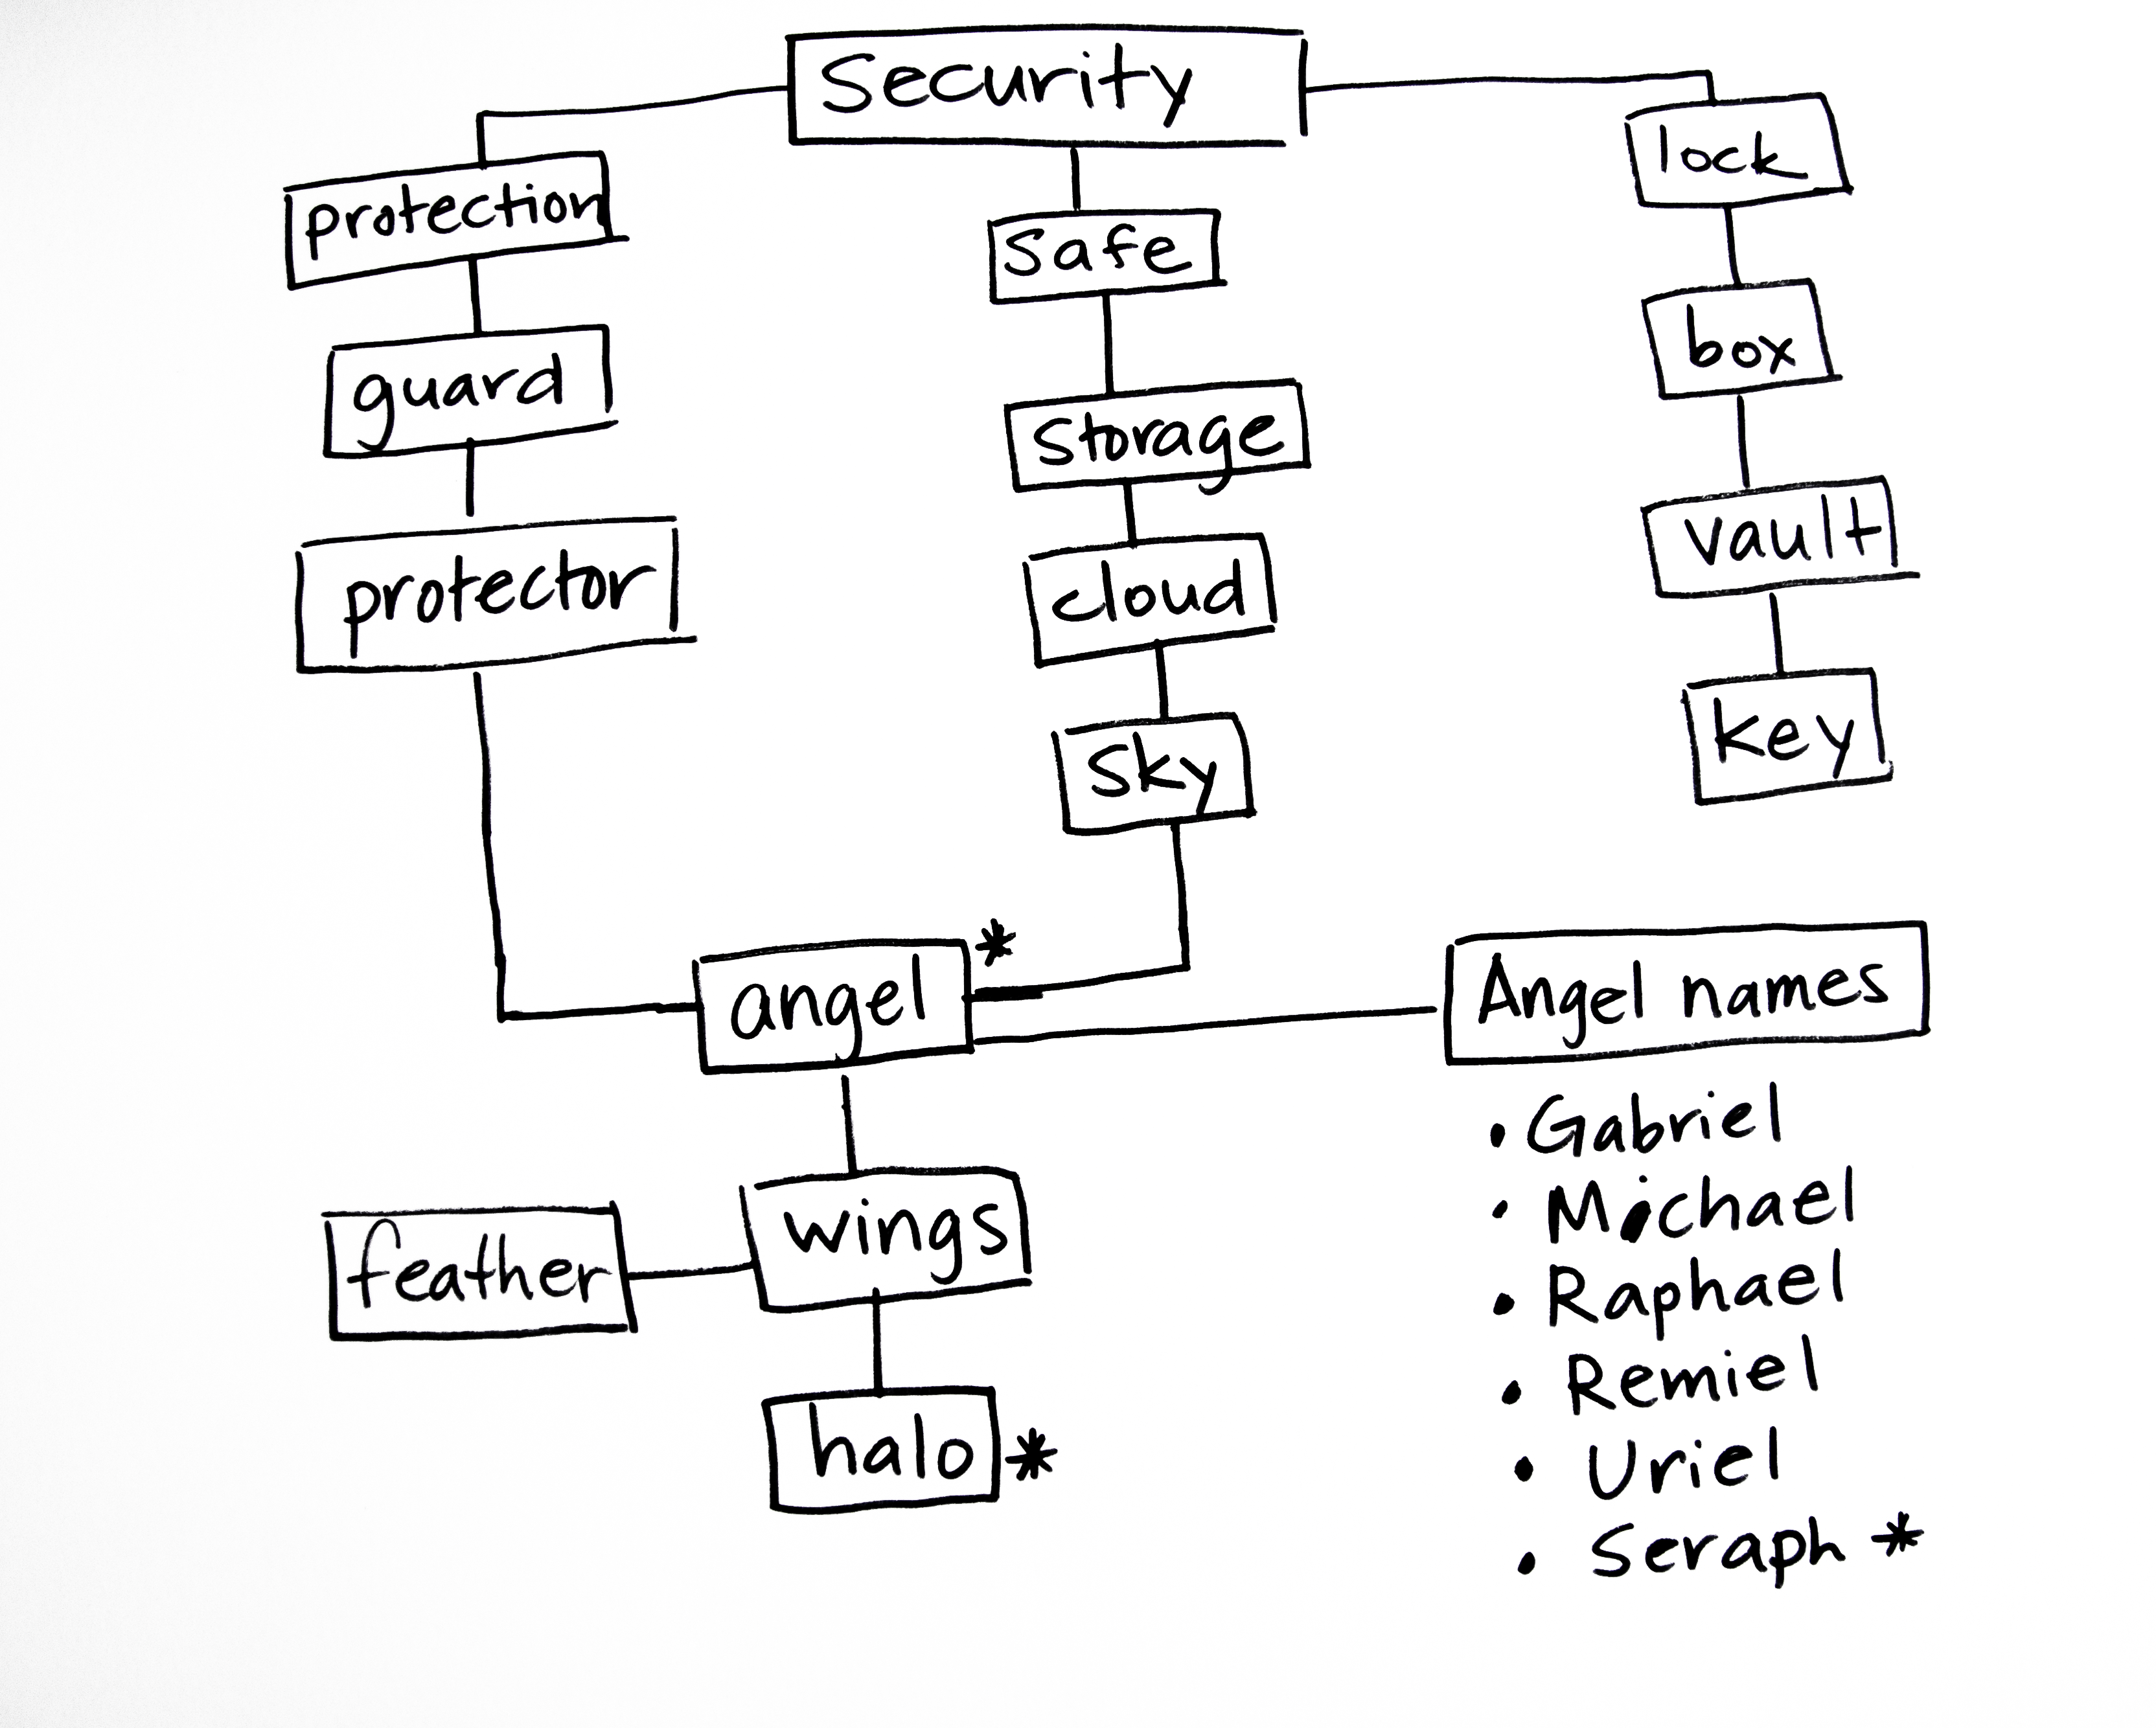 Security
protection
guard
protector
Safe
Storage
cloud
Sky
lock
box
vault
key
angel *
wings
feather
halo *
Angel names
• Gabriel
• Michael
• Raphael
• Remiel
• Uriel
• Seraph *